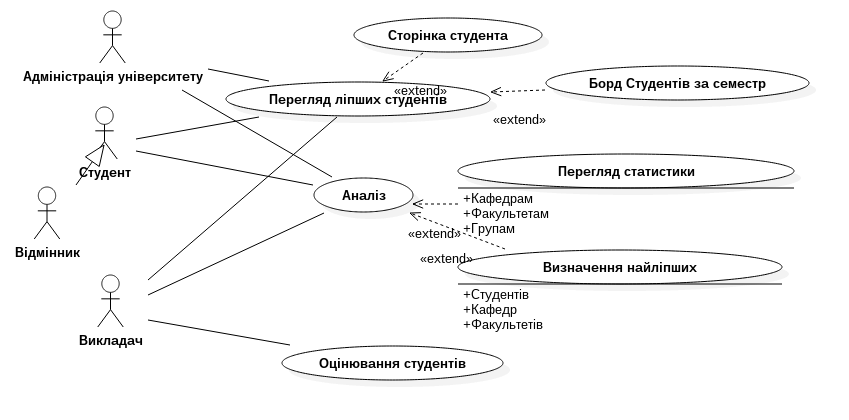 Сторінка студента
Адміністрація університету
«extend»
Перегляд ліпших студентів
Борд Студентів за семестр
«extend»
Студент
Перегляд статистики
Аналіз
+Кафедрам
+Факультетам
+Групам
«extend»
Відмінник
«extend»
Визначення найліпших
+Студентів
+Кафедр
+Факультетів
Викладач
Оцінювання студентів